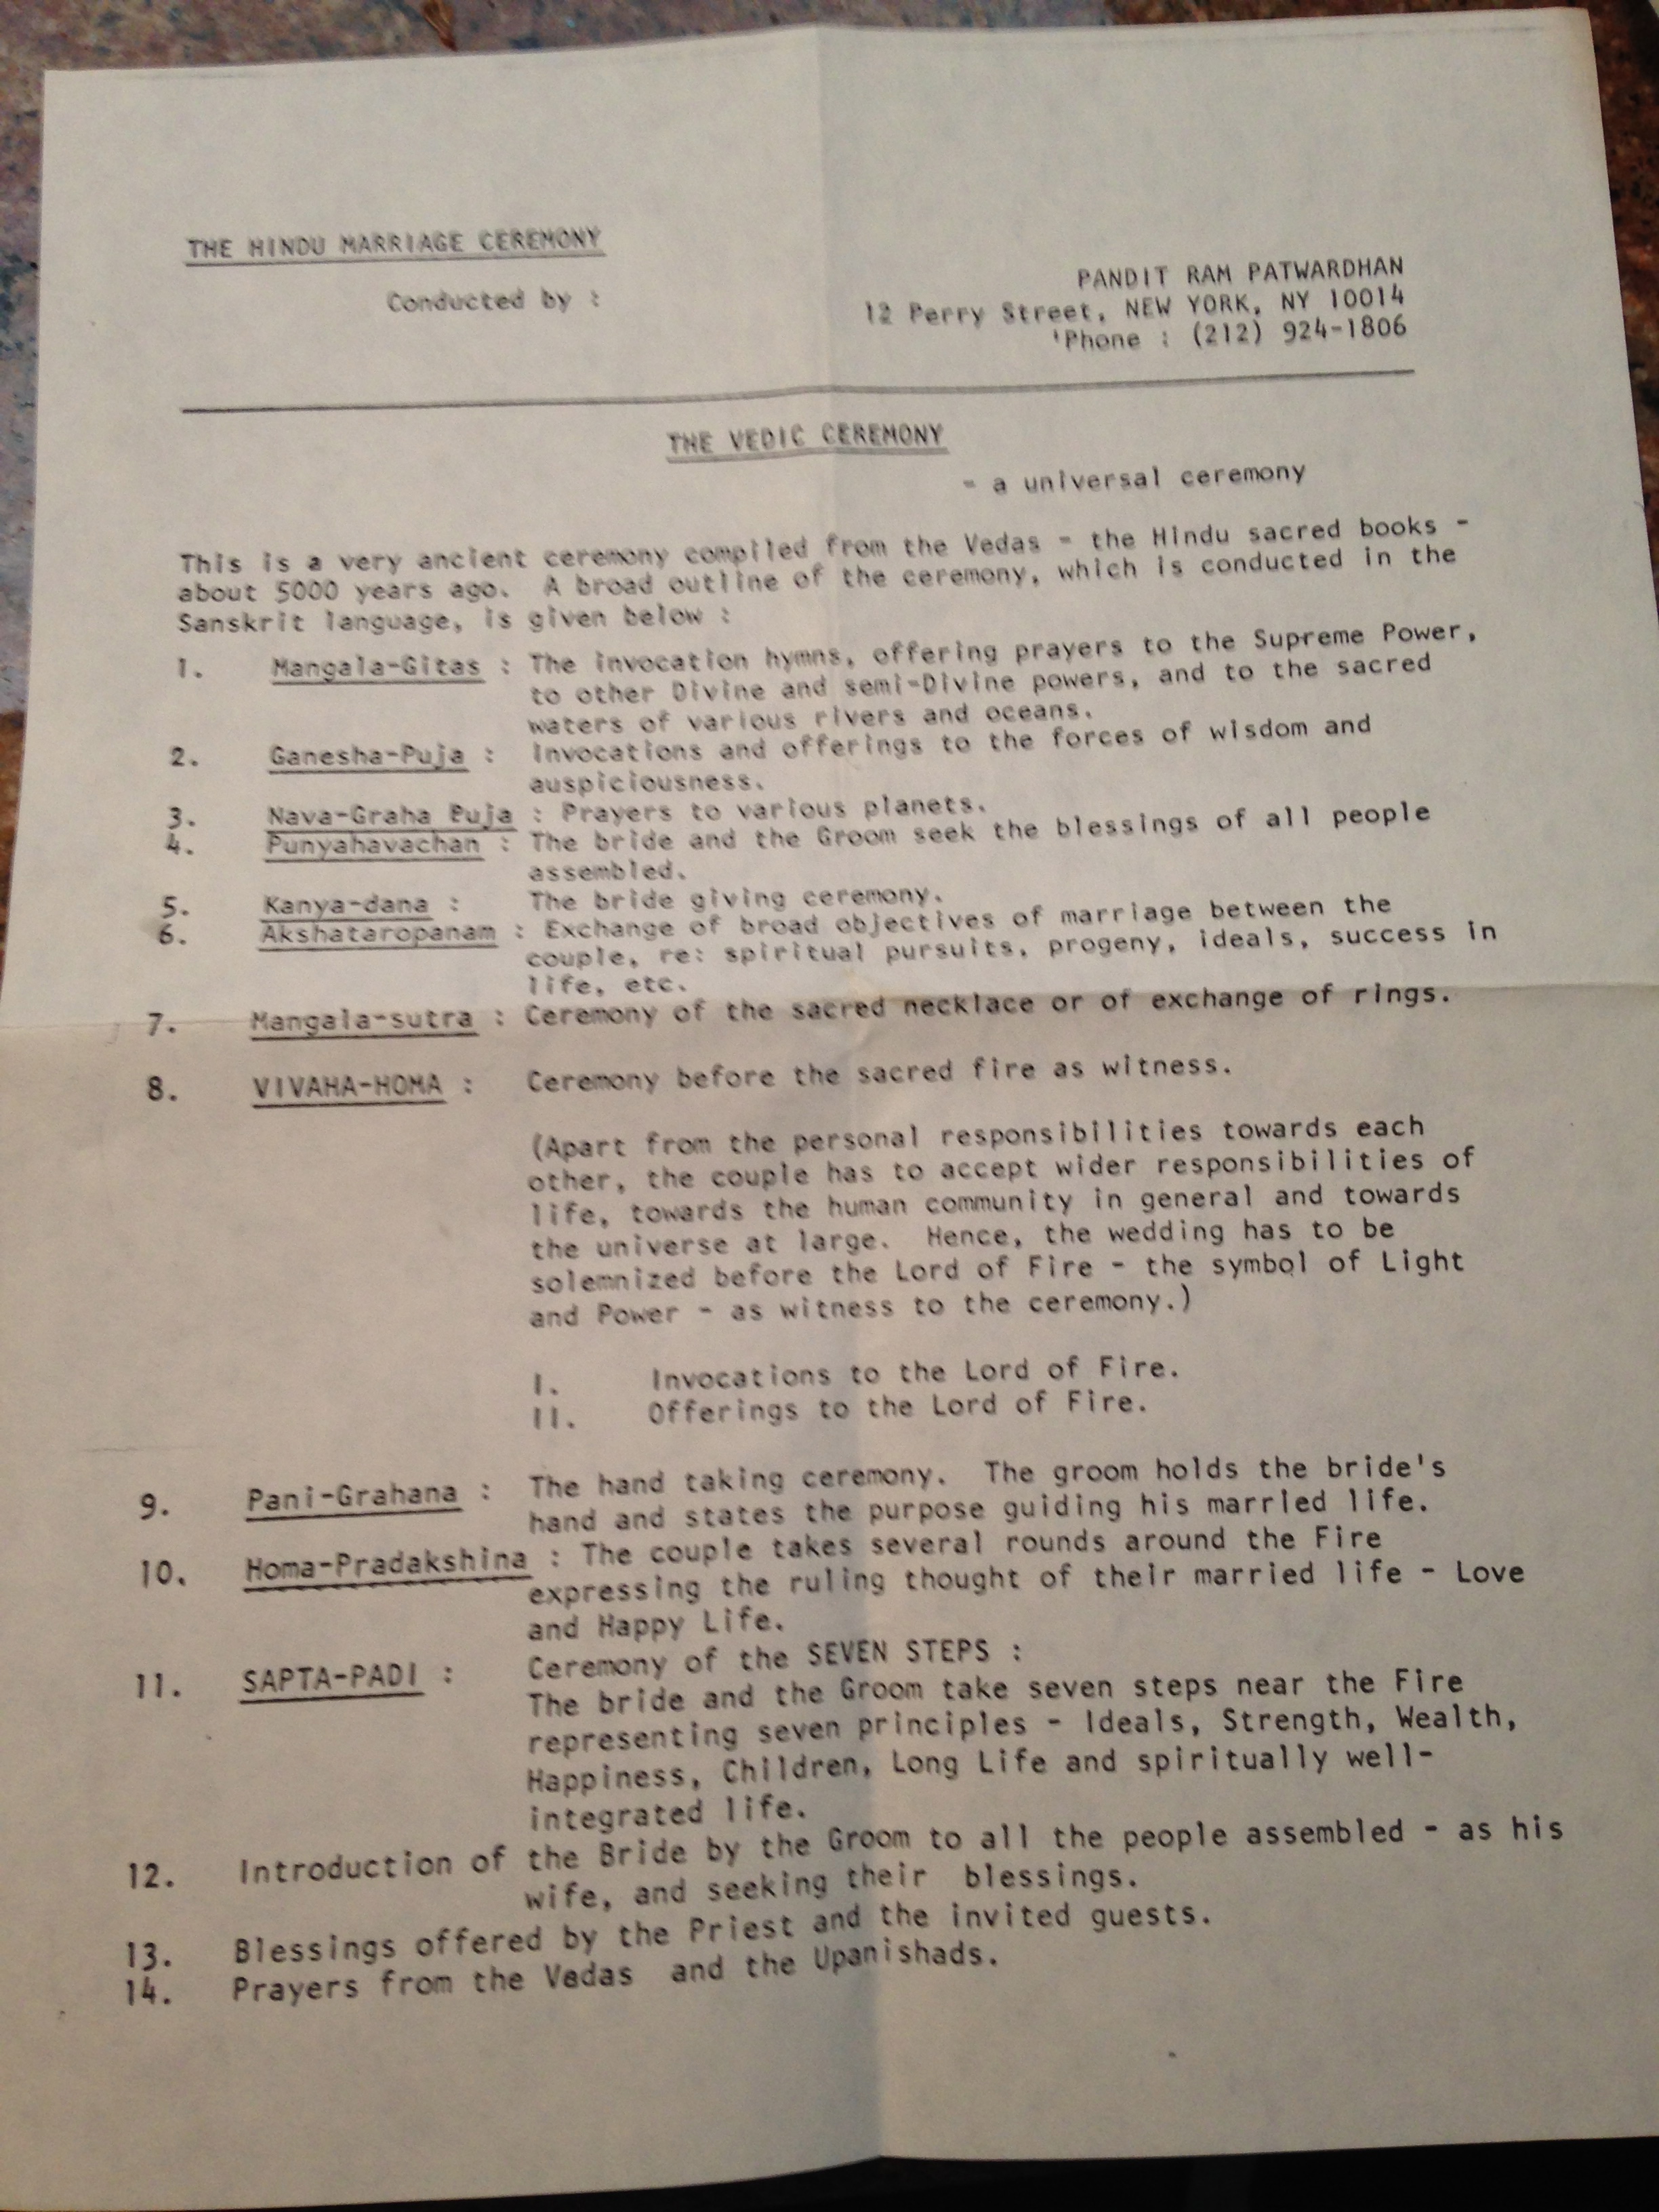 THE HINDU MARRIAGE CEREMONY
Conducted by :
PANDIT RAM PATWARDHAN
12 Perry Street, NEW YORK, NY 10014
'Phone : (212) 924-1806
THE VEDIC CEREMONY
- a universal ceremony
This is a very ancient ceremony compiled from the Vedas - the Hindu sacred books -
about 5000 years ago. A broad outline of the ceremony, which is conducted in the
Sanskrit language, is given below :
1. Mangala-Gitas : The invocation hymns, offering prayers to the Supreme Power,
to other Divine and semi-Divine powers, and to the sacred
waters of various rivers and oceans.
2. Ganesha-Puja : Invocations and offerings to the forces of wisdom and
auspiciousness.
3. Nava-Graha Puja : Prayers to various planets.
4. Punyahavachan : The bride and the Groom seek the blessings of all people
assembled.
5. Kanya-dana : The bride giving ceremony.
6. Akshataropanam : Exchange of broad objectives of marriage between the
couple, re: spiritual pursuits, progeny, ideals, success in
life, etc.
7. Mangala-sutra : Ceremony of the sacred necklace or of exchange of rings.
8. VIVAHA-HOMA : Ceremony before the sacred fire as witness.
(Apart from the personal responsibilities towards each
other, the couple has to accept wider responsibilities of
life, towards the human community in general and towards
the universe at large. Hence, the wedding has to be
solemnized before the Lord of Fire - the symbol of Light
and Power - as witness to the ceremony.)
I. Invocations to the Lord of Fire.
II. Offerings to the Lord of Fire.
9. Pani-Grahana : The hand taking ceremony. The groom holds the bride's
hand and states the purpose guiding his married life.
10. Homa-Pradakshina : The couple takes several rounds around the Fire
expressing the ruling thought of their married life - Love
and Happy Life.
11. SAPTA-PADI : Ceremony of the SEVEN STEPS :
The bride and the Groom take seven steps near the Fire
representing seven principles - Ideals, Strength, Wealth,
Happiness, Children, Long Life and spiritually well-
integrated life.
12. Introduction of the Bride by the Groom to all the people assembled - as his
wife, and seeking their blessings.
13. Blessings offered by the Priest and the invited guests.
14. Prayers from the Vedas and the Upanishads.